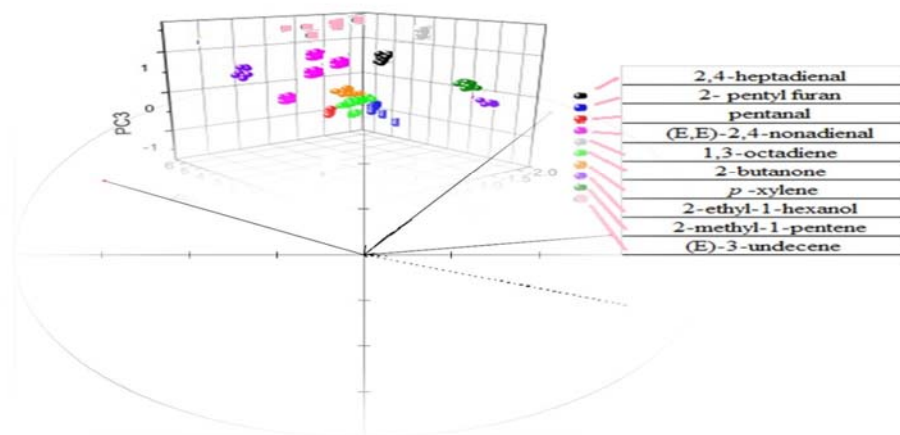 PC3
1
0
-1
2.0
2,4-heptadienal
2- pentyl furan
pentanal
(E,E)-2,4-nonadienal
1,3-octadiene
2-butanone
p -xylene
2-ethyl-1-hexanol
2-methyl-1-pentene
(E)-3-undecene